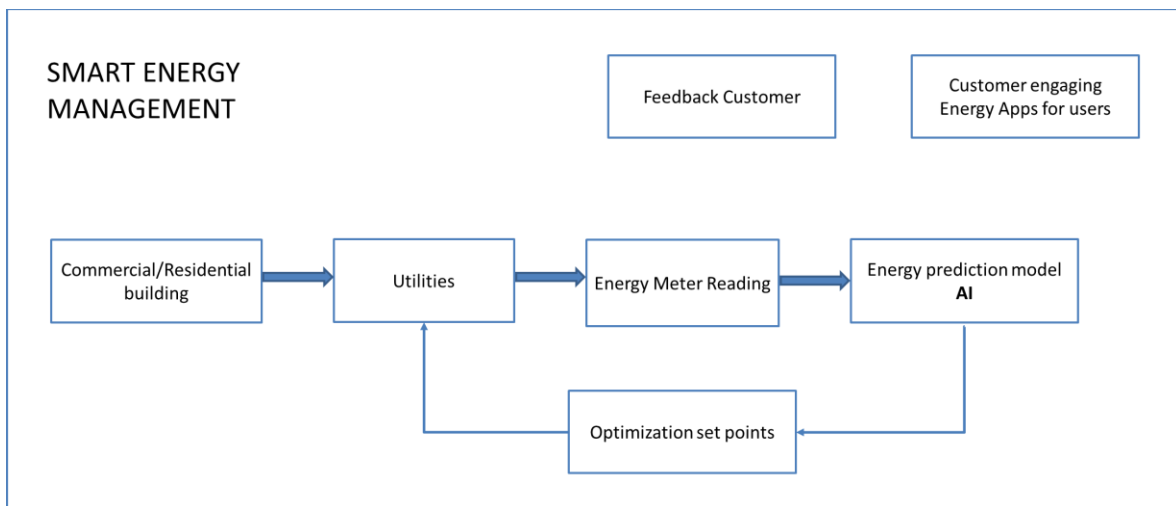 SMART ENERGY
MANAGEMENT
Feedback Customer
Customer engaging
Energy Apps for users
Commercial/Residential
building
Utilities
Energy Meter Reading
Energy prediction model
AI
Optimization set points